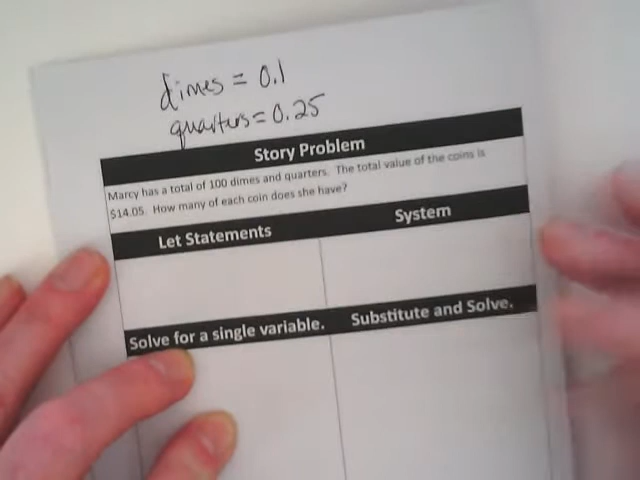 dimes = 0.1
quarters = 0.25
Story Problem
Marcy has a total of 100 dimes and quarters. The total value of the coins is
$14.05. How many of each coin does she have?
Let Statements
System
Solve for a single variable.
Substitute and Solve.